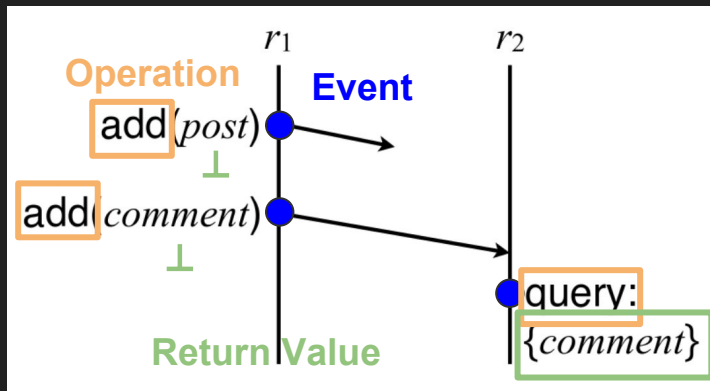 r1 r2
Operation Event
add(post)
⊥
add(comment)
⊥
query:
Return Value {comment}